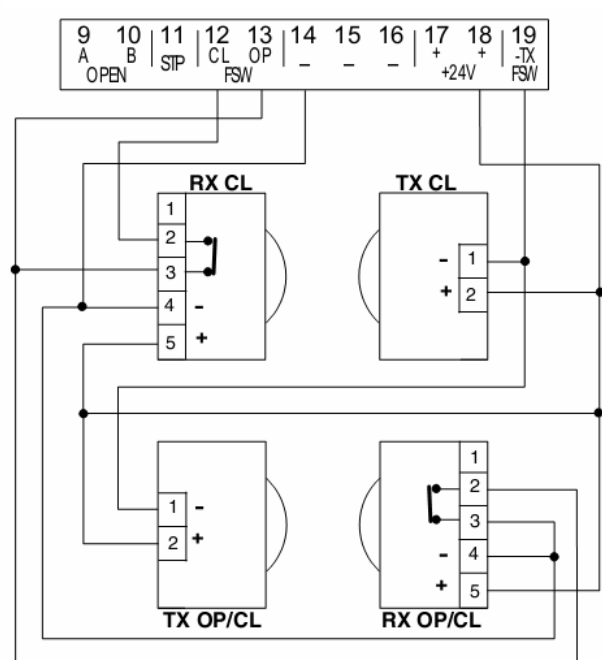 9 10 11 12 13 14 15 16 17 18 19
A B STP CL OP – – – + + -TX
OPEN FSW +24V FSW
RX CL TX CL
1
2
3
4 -
5 +
- 1
+ 2
1 -
2 +
1
2
3
- 4
+ 5
TX OP/CL RX OP/CL